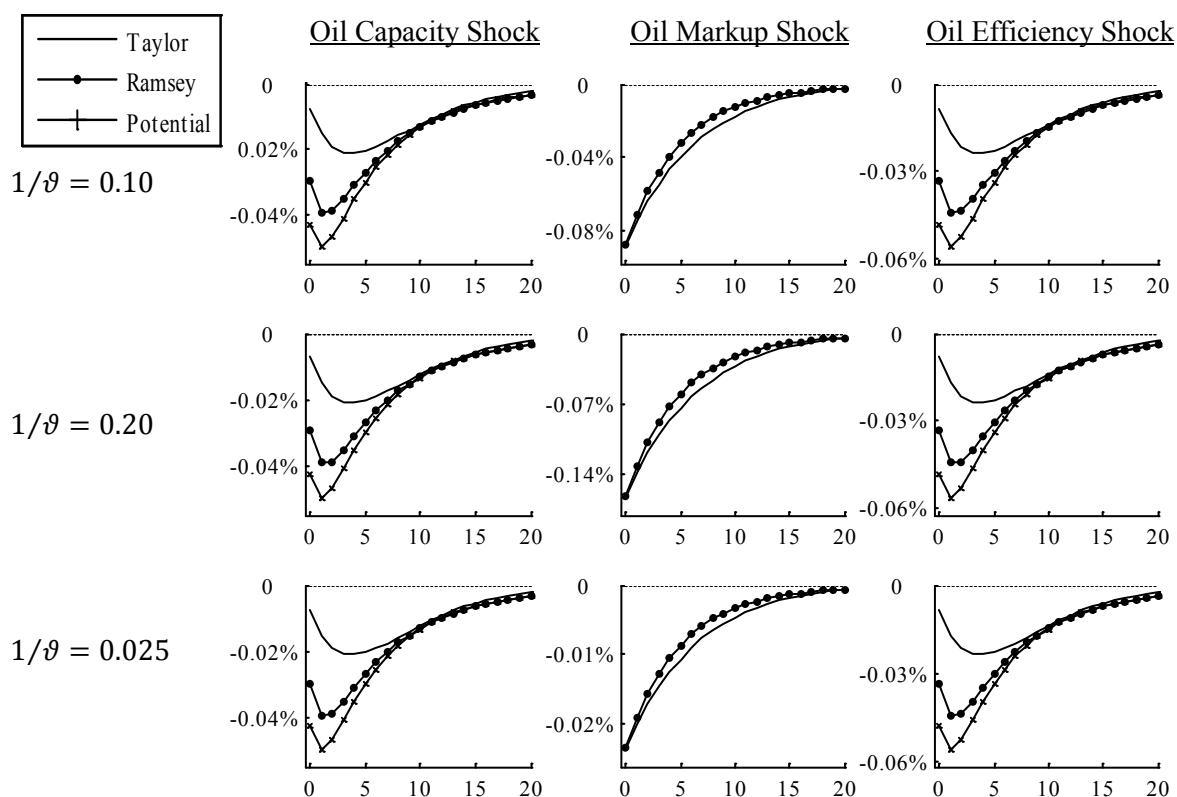 Taylor
Ramsey
Potential
Oil Capacity Shock
Oil Markup Shock
Oil Efficiency Shock
1/𝜗 = 0.10
0
0.02%
-0.04%
0 5 10 15 20
0
-0.04%
-0.08%
0 5 10 15 20
0
-0.03%
-0.06%
0 5 10 15 20
1/𝜗 = 0.20
0
-0.02%
-0.04%
0 5 10 15 20
0
-0.07%
-0.14%
0 5 10 15 20
0
-0.03%
-0.06%
0 5 10 15 20
1/𝜗 = 0.025
0
-0.02%
-0.04%
0 5 10 15 20
0
-0.01%
-0.02%
0 5 10 15 20
0
-0.03%
-0.06%
0 5 10 15 20